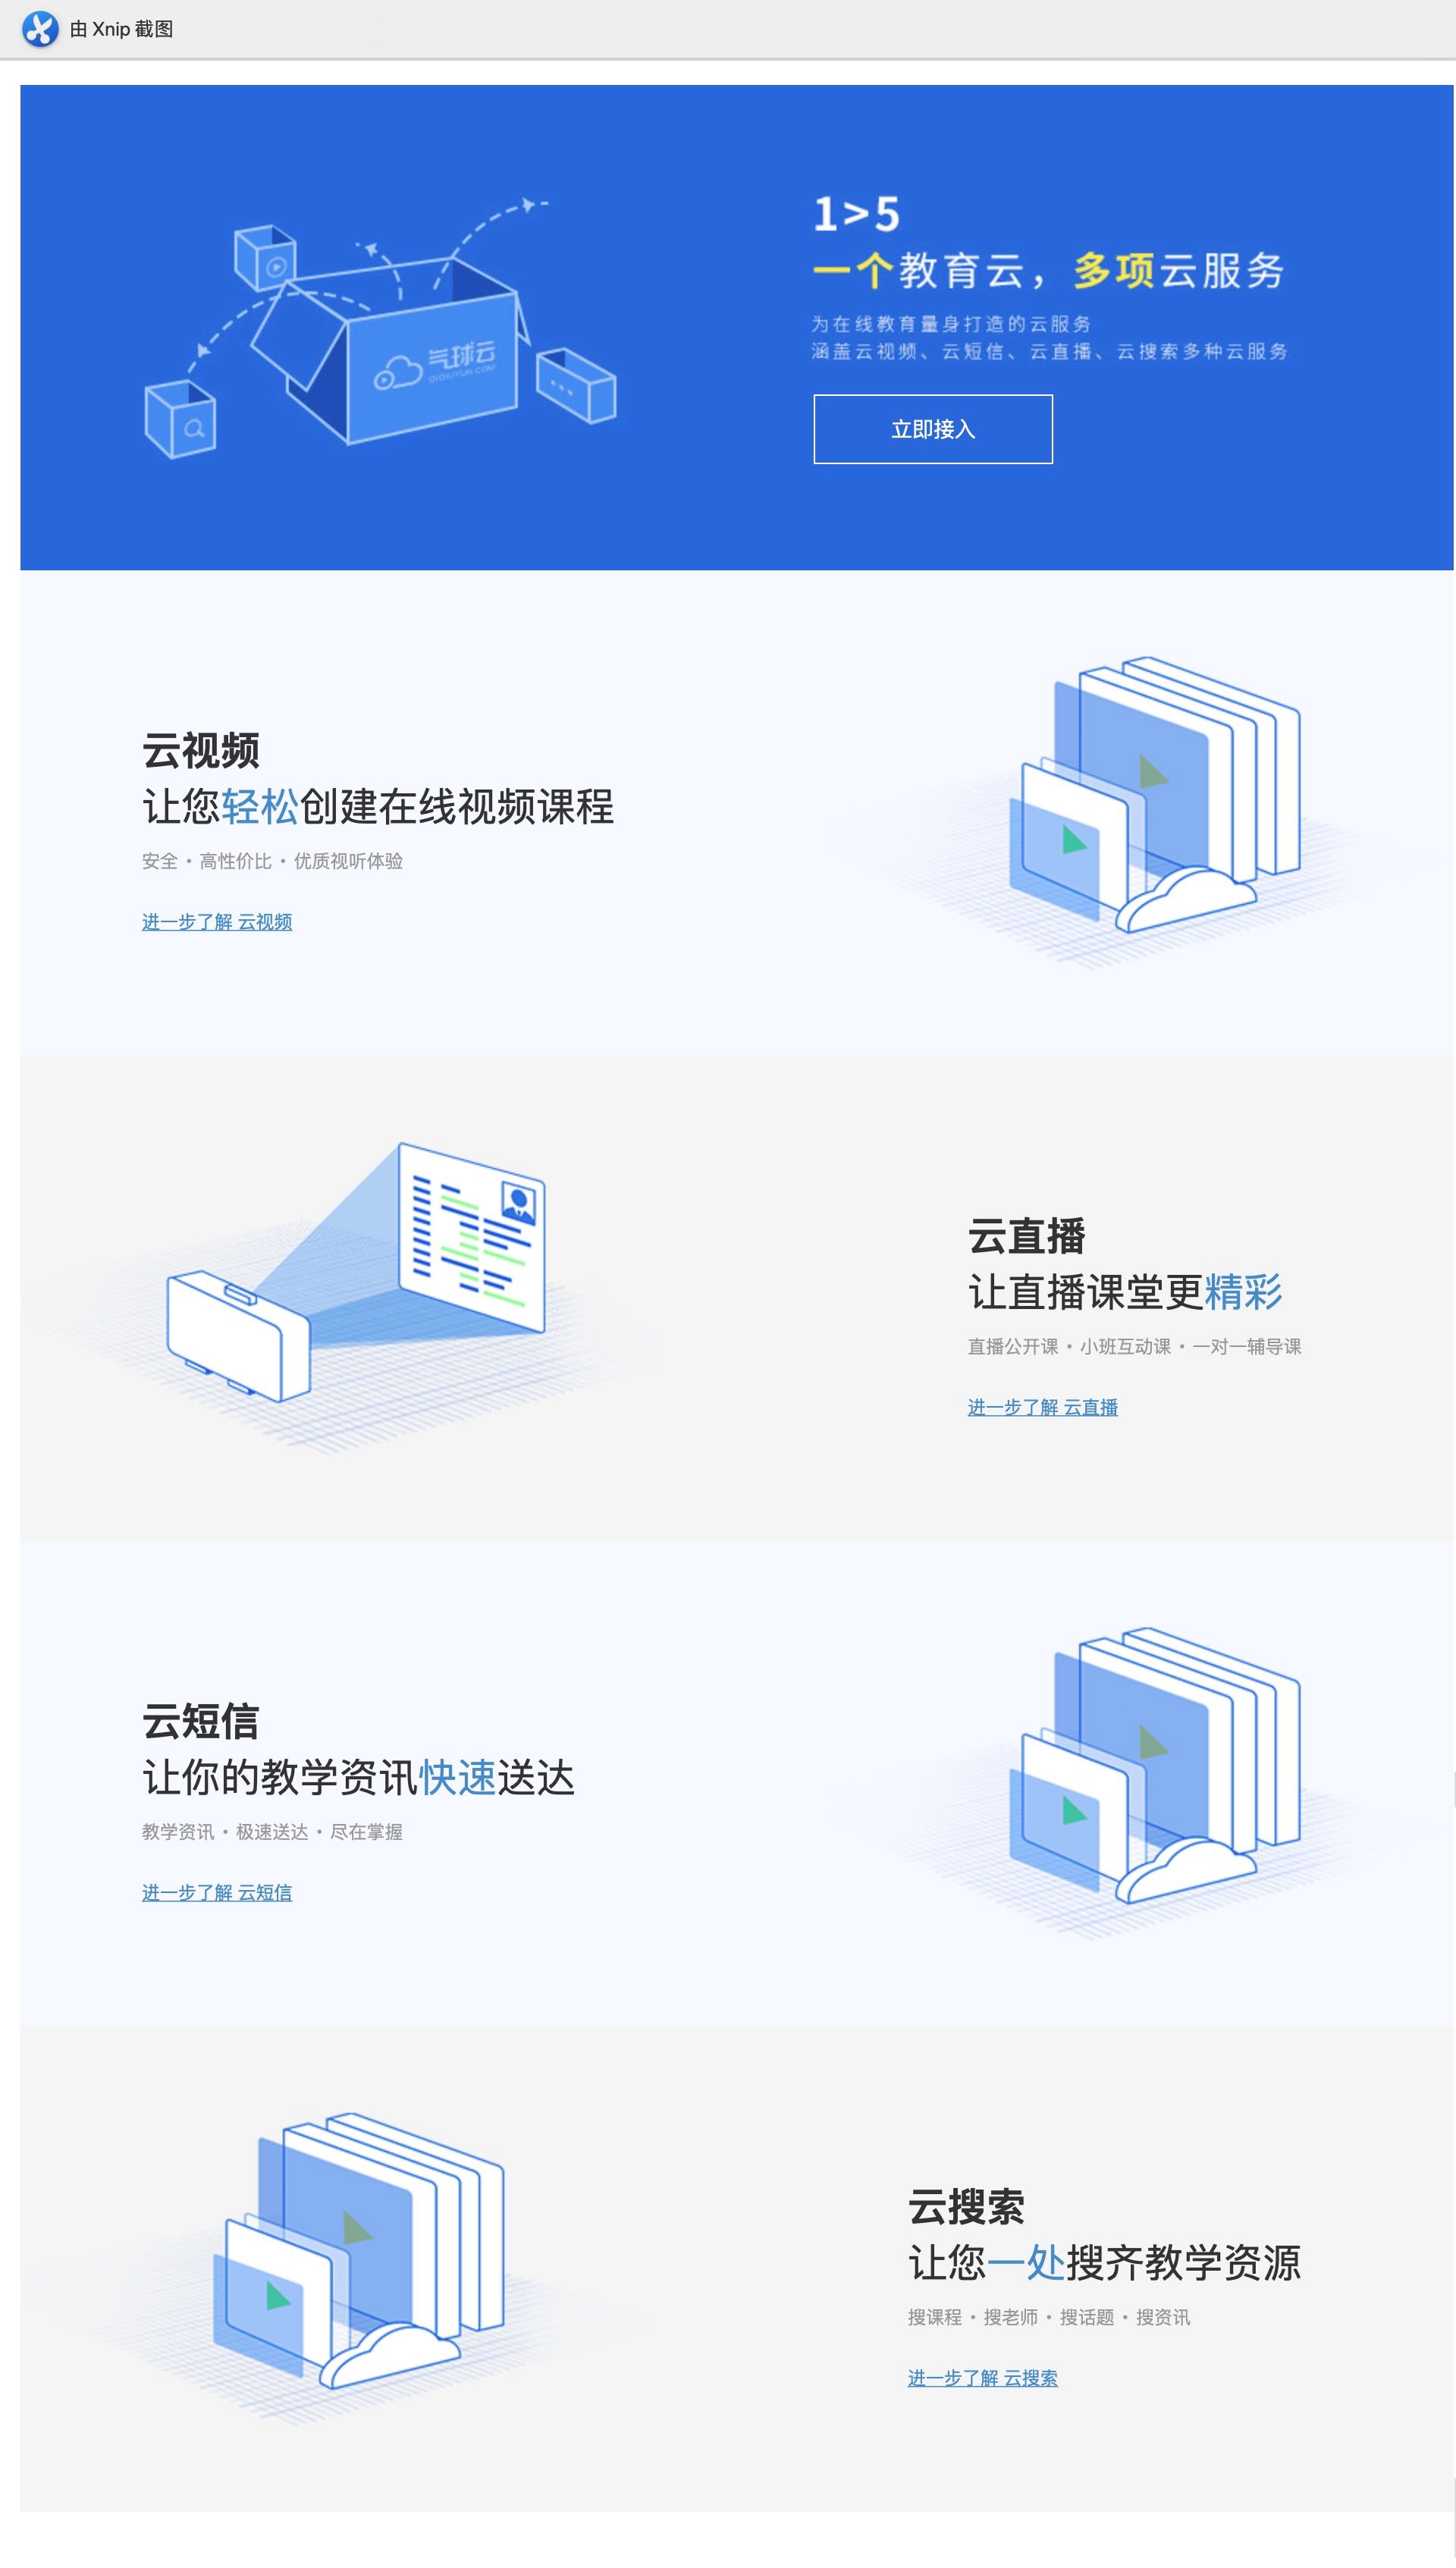 由 Xnip 截图
1>5
一个教育云，多项云服务
为在线教育量身打造的云服务
涵盖云视频、云短信、云直播、云搜索多种云服务
气球云
QIQIUYUN.COM
立即接入
云视频
让您轻松创建在线视频课程
安全 • 高性价比 • 优质视听体验
进一步了解 云视频
云直播
让直播课堂更精彩
直播公开课 • 小班互动课 • 一对一辅导课
进一步了解 云直播
云短信
让你的教学资讯快速送达
教学资讯 • 极速送达 • 尽在掌握
进一步了解 云短信
云搜索
让您一处搜齐教学资源
搜课程 • 搜老师 • 搜话题 • 搜资讯
进一步了解 云搜索